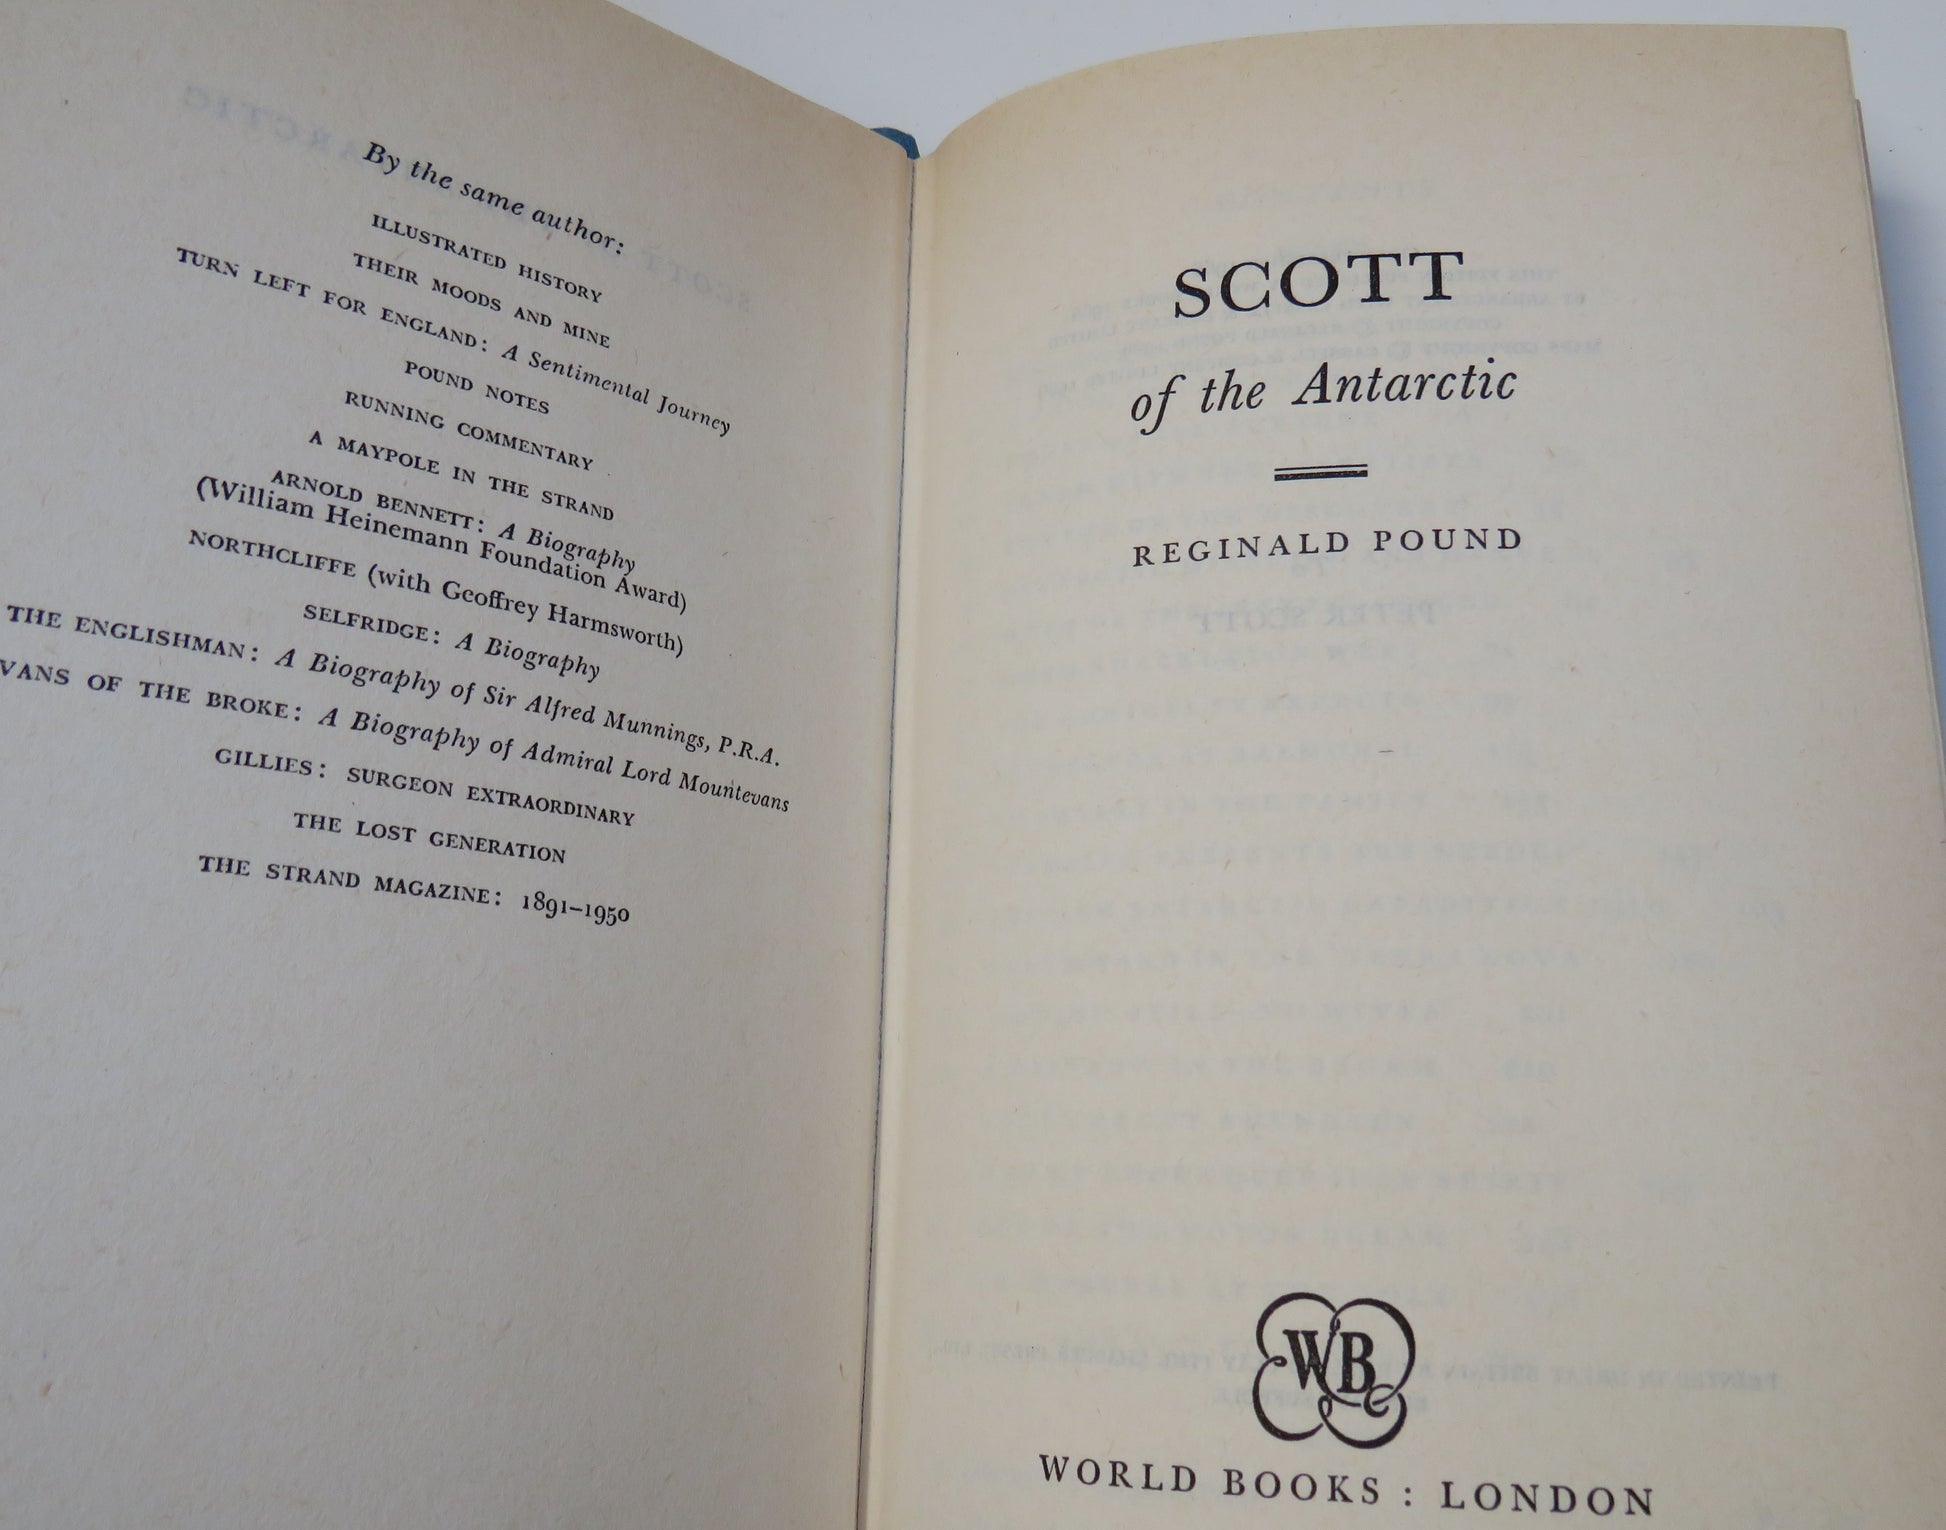 By the same author:
ILLUSTRATED HISTORY
THEIR MOODS AND MINE
TURN LEFT FOR ENGLAND: A Sentimental Journey
POUND NOTES
RUNNING COMMENTARY
A MAYPOLE IN THE STRAND
ARNOLD BENNETT: A Biography
(William Heinemann Foundation Award)
NORTHCLIFFE (with Geoffrey Harmsworth)
SELFRIDGE: A Biography
THE ENGLISHMAN: A Biography of Sir Alfred Munnings, P.R.A.
VANS OF THE BROKE: A Biography of Admiral Lord Mountevans
GILLIES: SURGEON EXTRAORDINARY
THE LOST GENERATION
THE STRAND MAGAZINE: 1891–1950
SCOTT
of the Antarctic
REGINALD POUND
PETER SCOTT
WB
WORLD BOOKS : LONDON